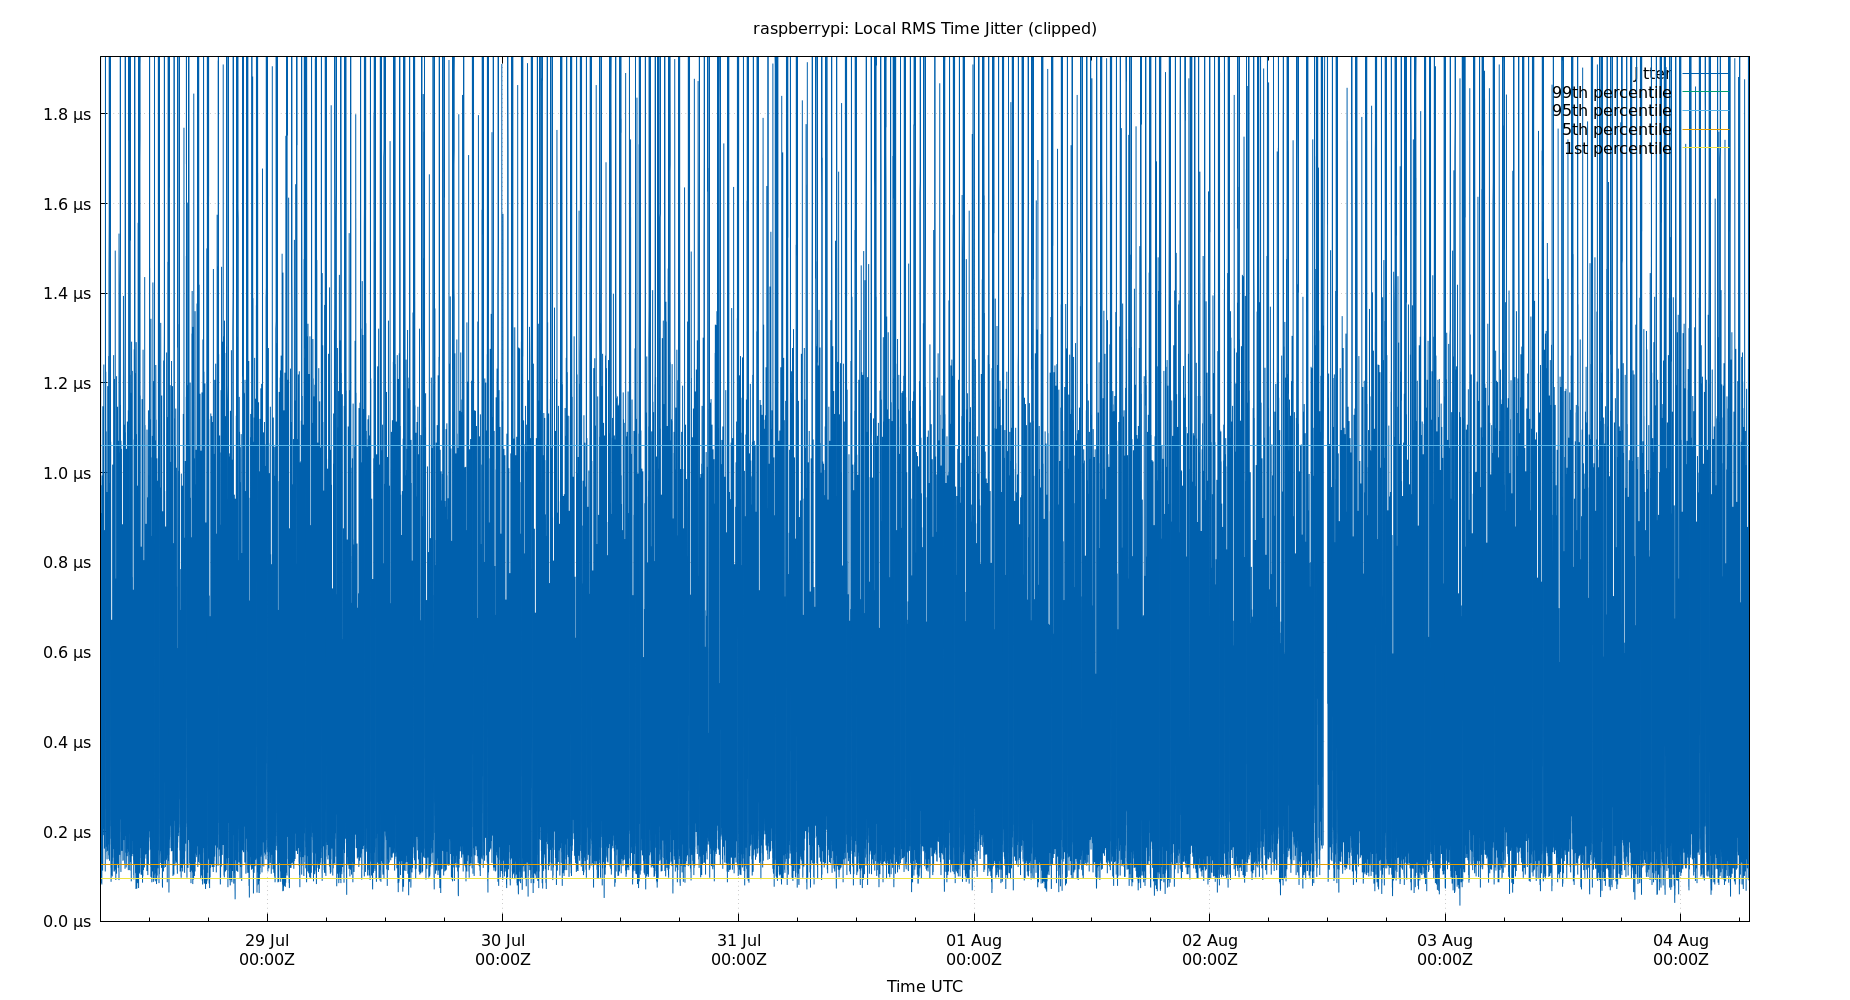 raspberrypi: Local RMS Time Jitter (clipped)
jitter
99th percentile
95th percentile
5th percentile
1st percentile
1.8 µs
1.6 µs
1.4 µs
1.2 µs
1.0 µs
0.8 µs
0.6 µs
0.4 µs
0.2 µs
0.0 µs
29 Jul 30 Jul 31 Jul 01 Aug 02 Aug 03 Aug 04 Aug
00:00Z 00:00Z 00:00Z 00:00Z 00:00Z 00:00Z 00:00Z
Time UTC